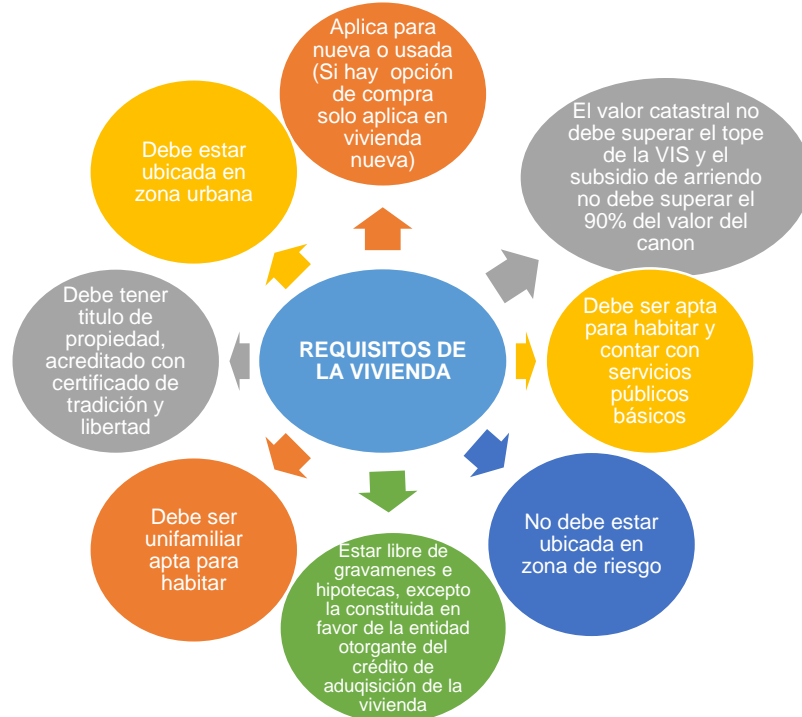 Aplica para
nueva o usada
(Si hay opción
de compra
solo aplica en
vivienda
nueva)
El valor catastral no
debe superar el tope
de la VIS y el
subsidio de arriendo
no debe superar el
90% del valor del
canon
Debe ser apta
para habitar y
contar con
servicios
públicos
básicos
No debe estar
ubicada en
zona de riesgo
Estar libre de
gravamenes e
hipotecas, excepto
la constituida en
favor de la entidad
otorgante del
crédito de
aduqisición de la
vivienda
Debe ser
unifamiliar
apta para
habitar
Debe tener
titulo de
propiedad,
acreditado con
certificado de
tradición y
libertad
Debe estar
ubicada en
zona urbana
REQUISITOS DE
LA VIVIENDA